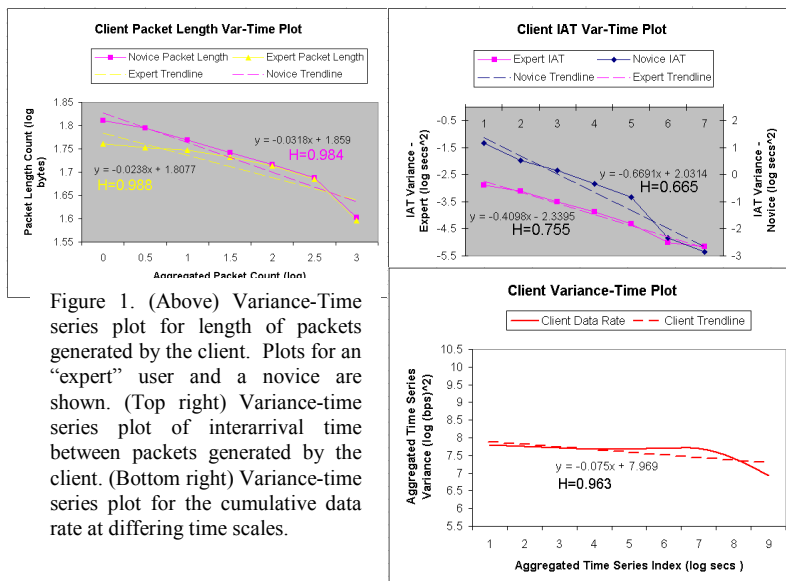 Client Packet Length Var-Time Plot
Novice Packet Length
Expert Packet Length
Expert Trendline
Novice Trendline
Packet Length Count (log bytes)
1.85
1.8
1.75
1.7
1.65
1.6
1.55
y = -0.0318x + 1.859
H=0.984
y = -0.0238x + 1.8077
H=0.988
0 0.5 1 1.5 2 2.5 3
Aggregated Packet Count (log)
Client IAT Var-Time Plot
Expert IAT
Novice IAT
Novice Trendline
Expert Trendline
IAT Variance - Expert (log secs^2)
-0.5
-1.5
-2.5
-3.5
-4.5
-5.5
1 2 3 4 5 6 7
y = -0.6691x + 2.0314
H=0.665
y = -0.4098x - 2.3395
H=0.755
2
1
0
-1
-2
-3
IAT Variance - Novice (log secs^2)
Figure 1. (Above) Variance-Time
series plot for length of packets
generated by the client. Plots for an
“expert” user and a novice are
shown. (Top right) Variance-time
series plot of interarrival time
between packets generated by the
client. (Bottom right) Variance-time
series plot for the cumulative data
rate at differing time scales.
Client Variance-Time Plot
Client Data Rate
Client Trendline
Aggregated Time Series
Variance (log (bps)^2)
10.5
9.5
8.5
7.5
6.5
5.5
10
9
8
7
6
y = -0.075x + 7.969
H=0.963
1 2 3 4 5 6 7 8 9
Aggregated Time Series Index (log secs )